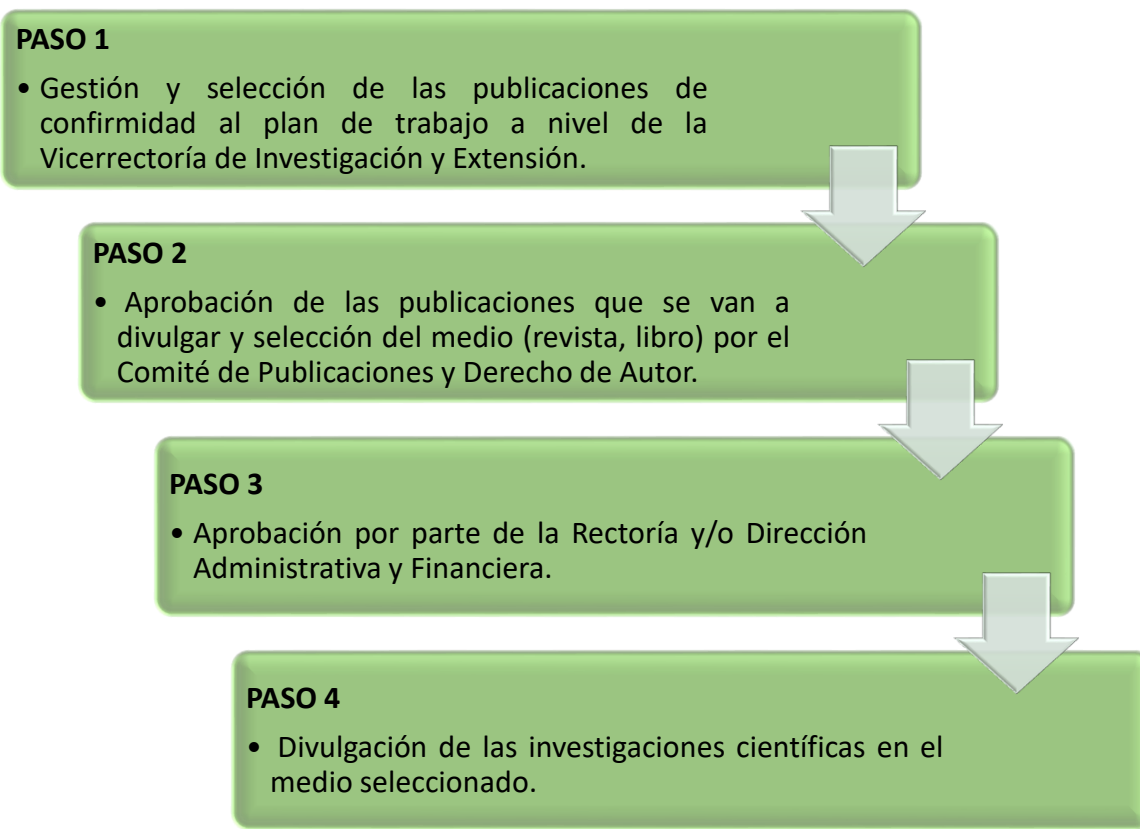 PASO 1
• Gestión y selección de las publicaciones de
confirmidad al plan de trabajo a nivel de la
Vicerrectoría de Investigación y Extensión.
PASO 2
• Aprobación de las publicaciones que se van a
divulgar y selección del medio (revista, libro) por el
Comité de Publicaciones y Derecho de Autor.
PASO 3
• Aprobación por parte de la Rectoría y/o Dirección
Administrativa y Financiera.
PASO 4
• Divulgación de las investigaciones científicas en el
medio seleccionado.